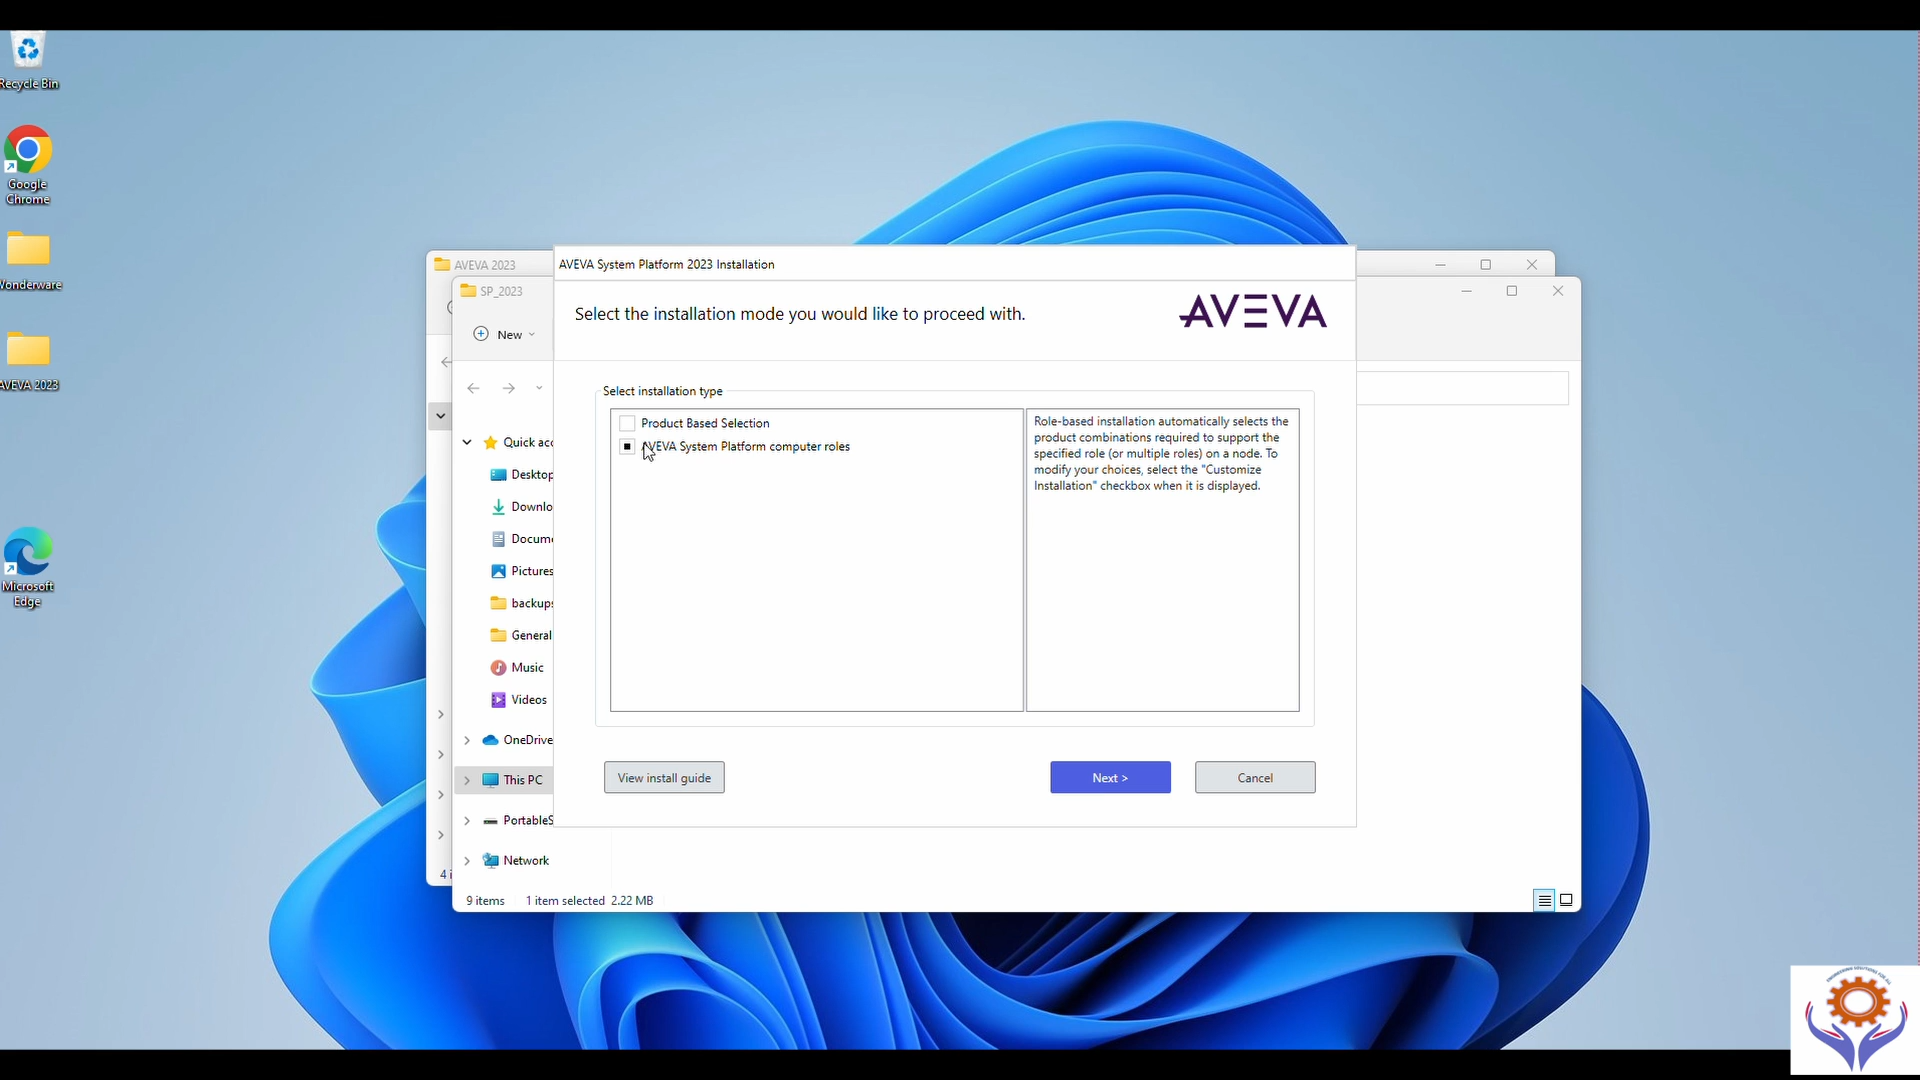 Recycle Bin
Google
Chrome
Wonderware
AVEVA 2023
Microsoft
Edge
AVEVA 2023
SP_2023
New
Quick acc
Desktop
Downlo
Docume
Pictures
backups
General
Music
Videos
OneDrive
This PC
PortableS
Network
4 i
9 items 1 item selected 2.22 MB
AVEVA System Platform 2023 Installation
Select the installation mode you would like to proceed with.
AVEVA
Select installation type
Product Based Selection
AVEVA System Platform computer roles
Role-based installation automatically selects the
product combinations required to support the
specified role (or multiple roles) on a node. To
modify your choices, select the "Customize
Installation" checkbox when it is displayed.
View install guide
Next >
Cancel